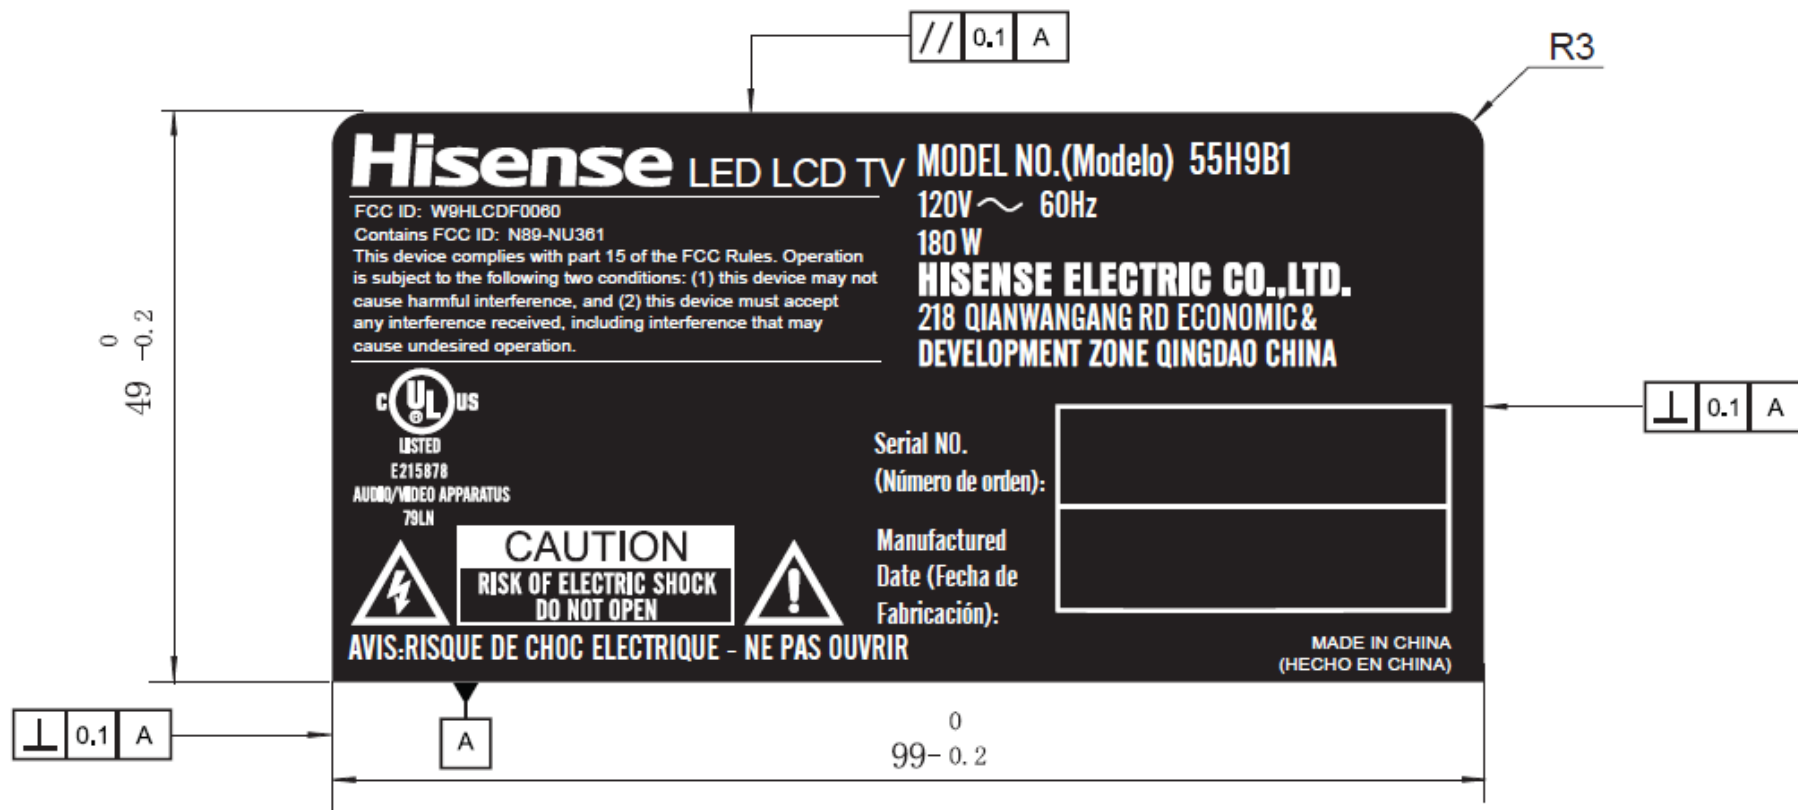 // 0.1 A
R3
Hisense LED LCD TV
FCC ID: W9HLCDF0060
Contains FCC ID: N89-NU361
This device complies with part 15 of the FCC Rules. Operation
is subject to the following two conditions: (1) this device may not
cause harmful interference, and (2) this device must accept
any interference received, including interference that may
cause undesired operation.
MODEL NO.(Modelo) 55H9B1
120V ~ 60Hz
180 W
HISENSE ELECTRIC CO.,LTD.
218 QIANWANGANG RD ECONOMIC &
DEVELOPMENT ZONE QINGDAO CHINA
0
49 -0.2
C UL US
LISTED
E215878
AUDIO/VIDEO APPARATUS
79LN
Serial NO.
(Número de orden):
⊥ 0.1 A
CAUTION
RISK OF ELECTRIC SHOCK
DO NOT OPEN
Manufactured
Date (Fecha de
Fabricación):
AVIS:RISQUE DE CHOC ELECTRIQUE - NE PAS OUVRIR
MADE IN CHINA
(HECHO EN CHINA)
⊥ 0.1 A
A
0
99-0.2